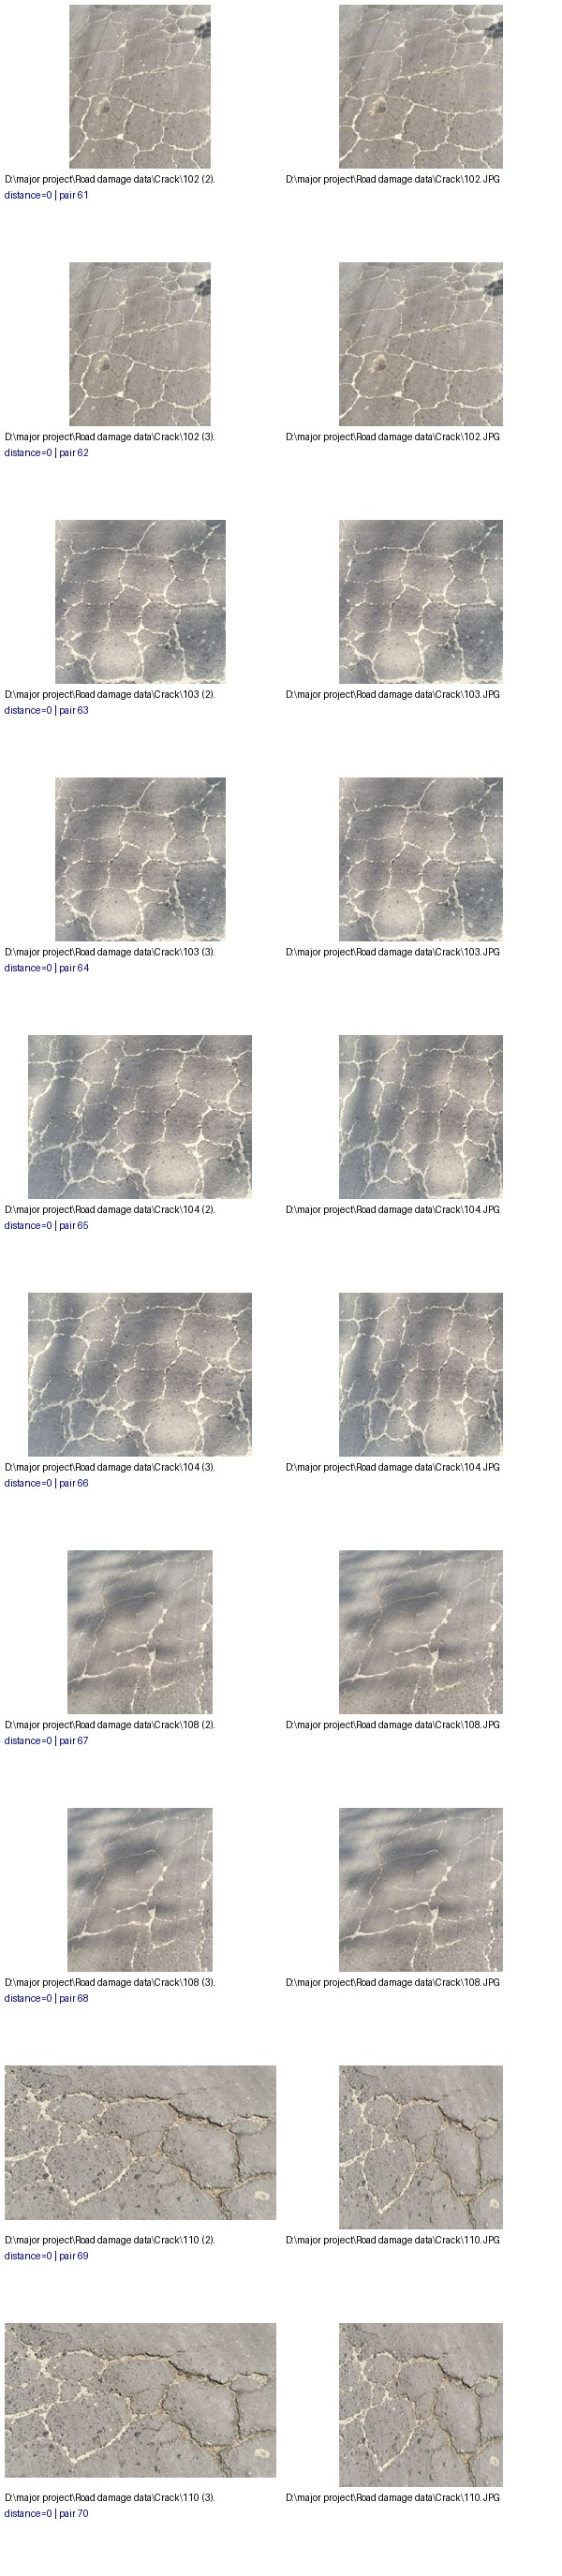 D:\major project\Road damage data\Crack\102 (2). D:\major project\Road damage data\Crack\102.JPG
distance=0 | pair 61
D:\major project\Road damage data\Crack\102 (3). D:\major project\Road damage data\Crack\102.JPG
distance=0 | pair 62
D:\major project\Road damage data\Crack\103 (2). D:\major project\Road damage data\Crack\103.JPG
distance=0 | pair 63
D:\major project\Road damage data\Crack\103 (3). D:\major project\Road damage data\Crack\103.JPG
distance=0 | pair 64
D:\major project\Road damage data\Crack\104 (2). D:\major project\Road damage data\Crack\104.JPG
distance=0 | pair 65
D:\major project\Road damage data\Crack\104 (3). D:\major project\Road damage data\Crack\104.JPG
distance=0 | pair 66
D:\major project\Road damage data\Crack\108 (2). D:\major project\Road damage data\Crack\108.JPG
distance=0 | pair 67
D:\major project\Road damage data\Crack\108 (3). D:\major project\Road damage data\Crack\108.JPG
distance=0 | pair 68
D:\major project\Road damage data\Crack\110 (2). D:\major project\Road damage data\Crack\110.JPG
distance=0 | pair 69
D:\major project\Road damage data\Crack\110 (3). D:\major project\Road damage data\Crack\110.JPG
distance=0 | pair 70